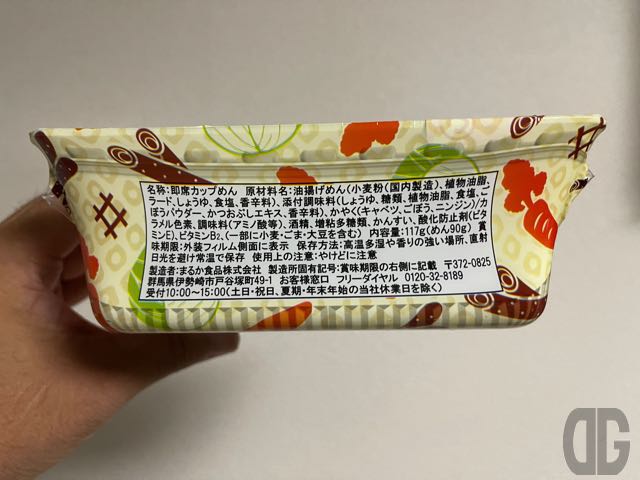 名称:即席カップめん 原材料名:油揚げめん(小麦粉(国内製造)、植物油脂、
ラード、しょうゆ、食塩、香辛料)、添付調味料(しょうゆ、糖類、植物油脂、食塩、ご
ぼうパウダー、かつおぶしエキス、香辛料)、かやく(キャベツ、ごぼう、ニンジン)/カ
ラメル色素、調味料(アミノ酸等)、酒精、増粘多糖類、かんすい、酸化防止剤(ビタ
ミンE)、ビタミンB₂、(一部に小麦・ごま・大豆を含む) 内容量:117g(めん90g) 賞
味期限:外装フィルム側面に表示 保存方法:高温多湿や香りの強い場所、直射
日光を避け常温で保存 使用上の注意:やけどに注意
製造者:まるか食品株式会社 製造所固有記号:賞味期限の右側に記載 〒372-0825
群馬県伊勢崎市戸谷塚町49-1 お客様窓口 フリーダイヤル 0120-32-8189
受付10:00~15:00(土・日・祝日、夏期・年末年始の当社休業日を除く)
DG